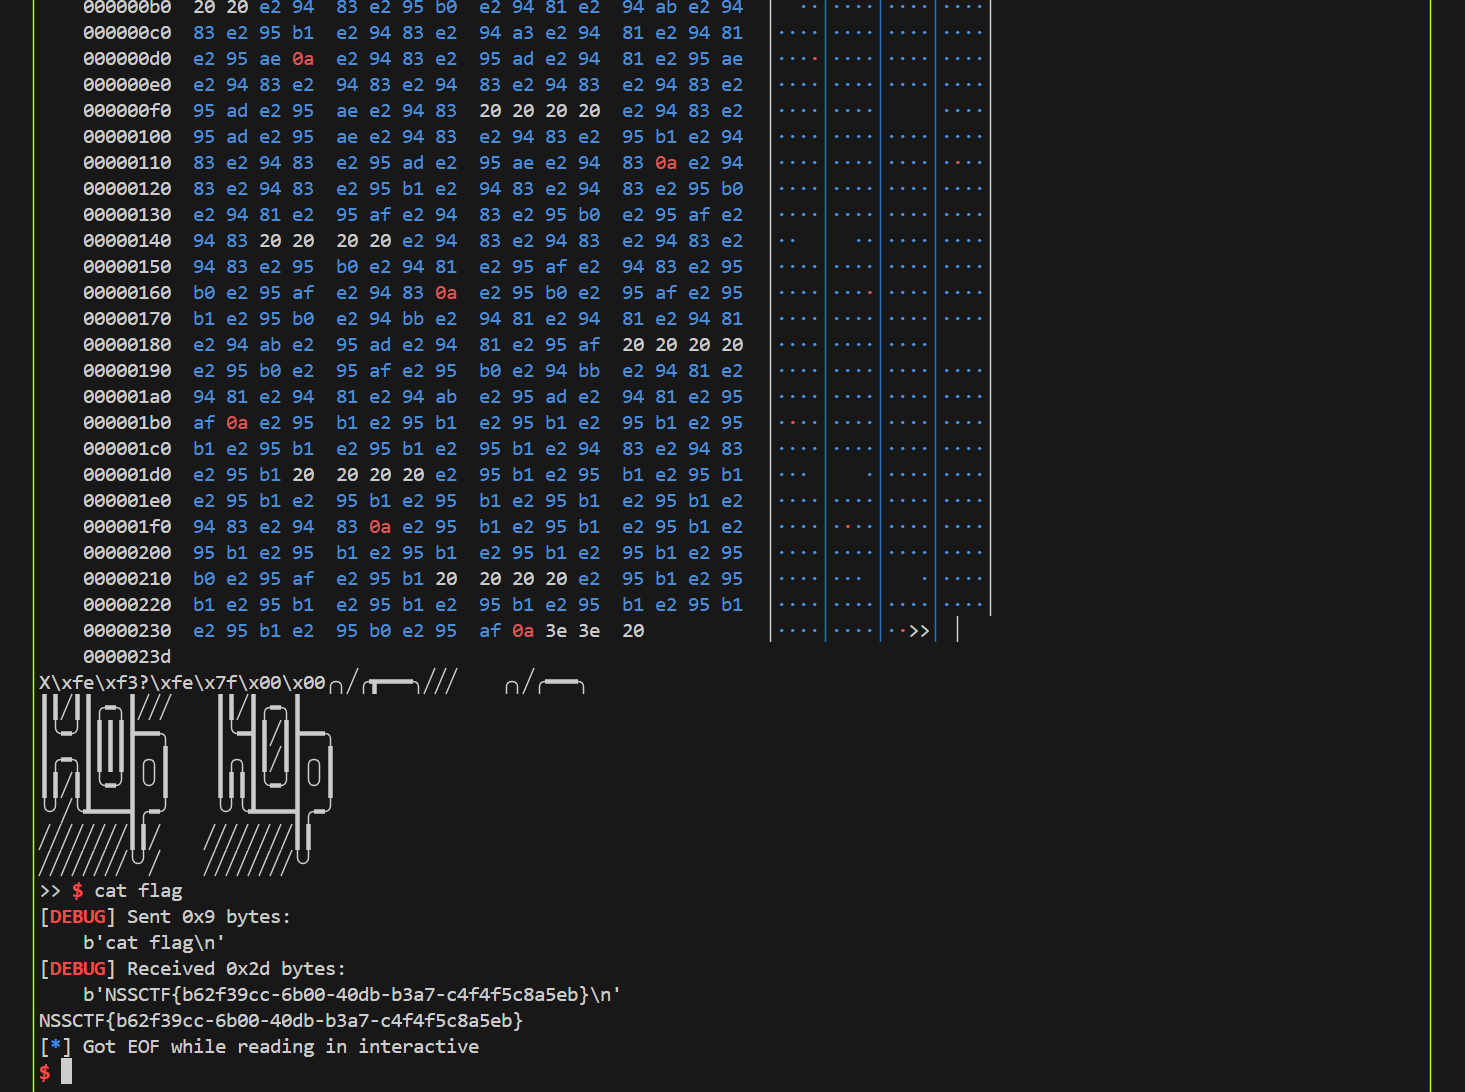 000000b0  20 20 e2 94  83 e2 95 b0  e2 94 81 e2  94 ab e2 94
000000c0  83 e2 95 b1  e2 94 83 e2  94 a3 e2 94  81 e2 94 81
000000d0  e2 95 ae 0a  e2 94 83 e2  95 ad e2 94  81 e2 95 ae
000000e0  e2 94 83 e2  94 83 e2 94  83 e2 94 83  e2 94 83 e2
000000f0  95 ad e2 95  ae e2 94 83  20 20 20 20  e2 94 83 e2
00000100  95 ad e2 95  ae e2 94 83  e2 94 83 e2  95 b1 e2 94
00000110  83 e2 94 83  e2 95 ad e2  95 ae e2 94  83 0a e2 94
00000120  83 e2 94 83  e2 95 b1 e2  94 83 e2 94  83 e2 95 b0
00000130  e2 94 81 e2  95 af e2 94  83 e2 95 b0  e2 95 af e2
00000140  94 83 20 20  20 20 e2 94  83 e2 94 83  e2 94 83 e2
00000150  94 83 e2 95  b0 e2 94 81  e2 95 af e2  94 83 e2 95
00000160  b0 e2 95 af  e2 94 83 0a  e2 95 b0 e2  95 af e2 95
00000170  b1 e2 95 b0  e2 94 bb e2  94 81 e2 94  81 e2 94 81
00000180  e2 94 ab e2  95 ad e2 94  81 e2 95 af  20 20 20 20
00000190  e2 95 b0 e2  95 af e2 95  b0 e2 94 bb  e2 94 81 e2
000001a0  94 81 e2 94  81 e2 94 ab  e2 95 ad e2  94 81 e2 95
000001b0  af 0a e2 95  b1 e2 95 b1  e2 95 b1 e2  95 b1 e2 95
000001c0  b1 e2 95 b1  e2 95 b1 e2  95 b1 e2 94  83 e2 94 83
000001d0  e2 95 b1 20  20 20 20 e2  95 b1 e2 95  b1 e2 95 b1
000001e0  e2 95 b1 e2  95 b1 e2 95  b1 e2 95 b1  e2 95 b1 e2
000001f0  94 83 e2 94  83 0a e2 95  b1 e2 95 b1  e2 95 b1 e2
00000200  95 b1 e2 95  b1 e2 95 b1  e2 95 b1 e2  95 b1 e2 95
00000210  b0 e2 95 af  e2 95 b1 20  20 20 20 e2  95 b1 e2 95
00000220  b1 e2 95 b1  e2 95 b1 e2  95 b1 e2 95  b1 e2 95 b1
00000230  e2 95 b1 e2  95 b0 e2 95  af 0a 3e 3e  20  │····│····│··>>│ │
0000023d
X\xfe\xf3?\xfe\x7f\x00\x00
>> $ cat flag
[DEBUG] Sent 0x9 bytes:
b'cat flag\n'
[DEBUG] Received 0x2d bytes:
b'NSSCTF{b62f39cc-6b00-40db-b3a7-c4f4f5c8a5eb}\n'
NSSCTF{b62f39cc-6b00-40db-b3a7-c4f4f5c8a5eb}
[*] Got EOF while reading in interactive
$